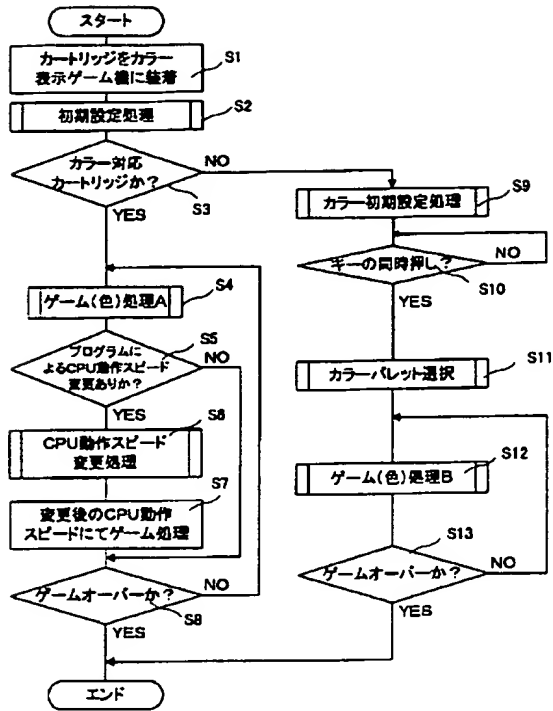 スタート
カートリッジをカラー
表示ゲーム機に装着
S1
初期設定処理
S2
カラー対応
カートリッジか?
S3
NO
YES
ゲーム(色)処理A
S4
プログラムに
よるCPU動作スピード
変更ありか?
S5
NO
YES
CPU動作スピード
変更処理
S6
変更後のCPU動作
スピードにてゲーム処理
S7
ゲームオーバーか?
S8
NO
YES
エンド
カラー初期設定処理
S9
キーの同時押し?
NO
S10
YES
カラーパレット選択
S11
ゲーム(色)処理B
S12
ゲームオーバーか?
S13
NO
YES